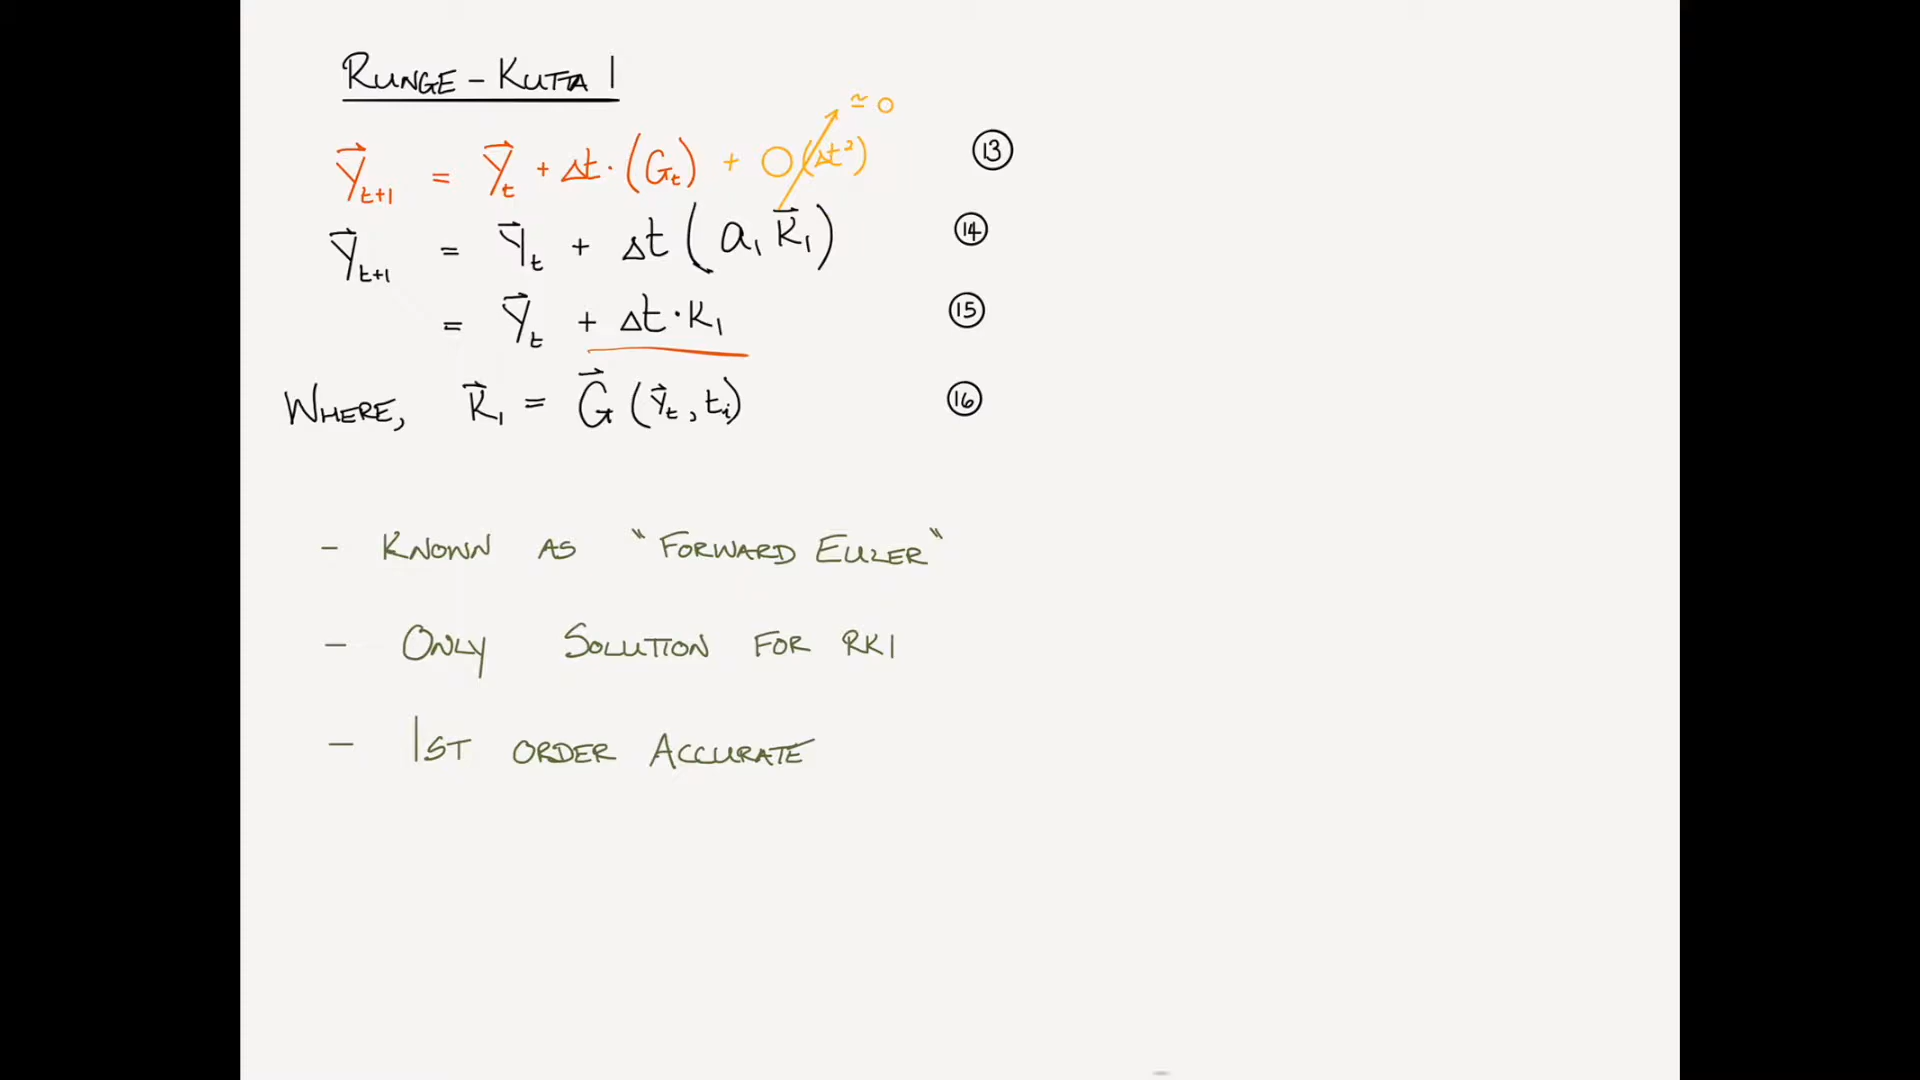 RUNGE-KUTTA 1
≃ 0
Y⃗ₜ₊₁ = Y⃗ₜ + Δt·(Gₜ) + O(Δt²) ⑬
Y⃗ₜ₊₁ = Y⃗ₜ + Δt(a₁K⃗₁) ⑭
= Y⃗ₜ + Δt·K₁ ⑮
WHERE, K⃗₁ = G⃗(Y⃗ₜ, tᵢ) ⑯
- KNOWN AS "FORWARD EULER"
- ONLY SOLUTION FOR RK1
- 1ST ORDER ACCURATE